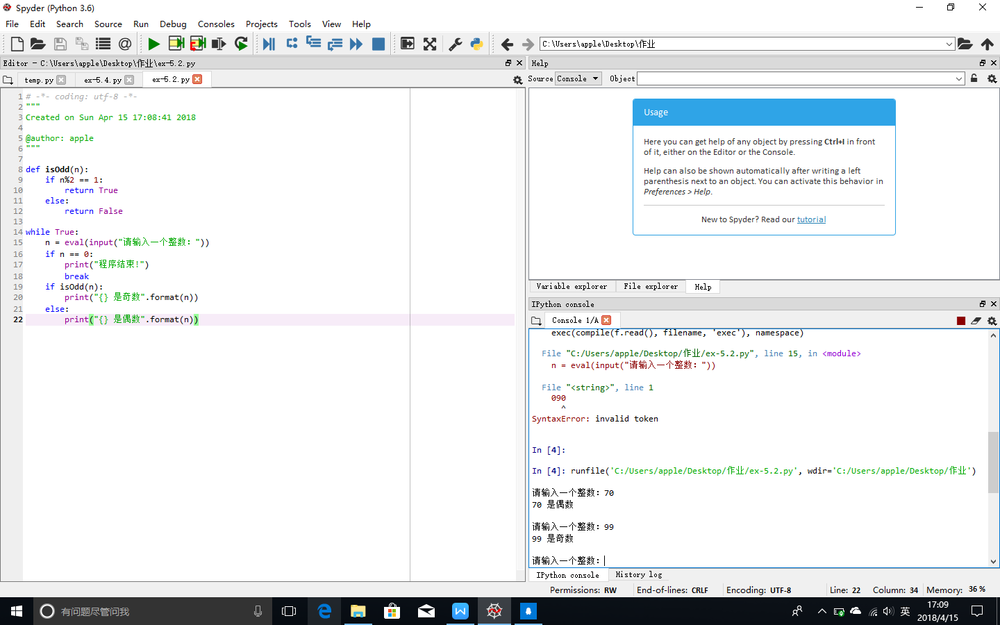 Spyder (Python 3.6)
File Edit Search Source Run Debug Consoles Projects Tools View Help
C:\Users\apple\Desktop\作业
Editor - C:\Users\apple\Desktop\作业\ex-5.2.py
temp.py ex-5.4.py ex-5.2.py
1 # -*- coding: utf-8 -*-
2 """
3 Created on Sun Apr 15 17:08:41 2018
4
5 @author: apple
6 """
7
8 def isOdd(n):
9     if n%2 == 1:
10         return True
11     else:
12         return False
13
14 while True:
15     n = eval(input("请输入一个整数: "))
16     if n == 0:
17         print("程序结束!")
18         break
19     if isOdd(n):
20         print("{} 是奇数".format(n))
21     else:
22         print("{} 是偶数".format(n))
Help
Source Console Object
Usage
Here you can get help of any object by pressing Ctrl+I in front
of it, either on the Editor or the Console.
Help can also be shown automatically after writing a left
parenthesis next to an object. You can activate this behavior in
Preferences > Help.
New to Spyder? Read our tutorial
Variable explorer File explorer Help
IPython console
Console 1/A
exec(compile(f.read(), filename, 'exec'), namespace)
File "C:/Users/apple/Desktop/作业/ex-5.2.py", line 15, in <module>
n = eval(input("请输入一个整数: "))
File "<string>", line 1
090
^
SyntaxError: invalid token
In [4]:
In [4]: runfile('C:/Users/apple/Desktop/作业/ex-5.2.py', wdir='C:/Users/apple/Desktop/作业')
请输入一个整数: 70
70 是偶数
请输入一个整数: 99
99 是奇数
请输入一个整数:
IPython console History log
Permissions: RW End-of-lines: CRLF Encoding: UTF-8 Line: 22 Column: 34 Memory: 36 %
有问题尽管问我
英
17:09
2018/4/15